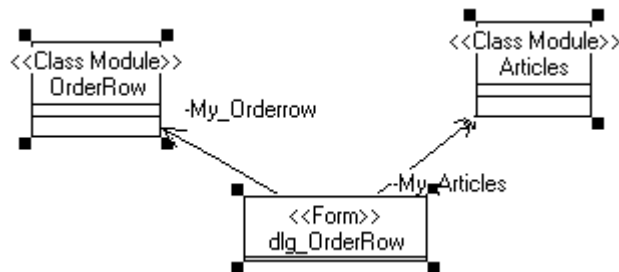 <<Class Module>>
OrderRow
<<Class Module>>
Articles
-My_Orderrow
-My_Articles
<<Form>>
dlg_OrderRow